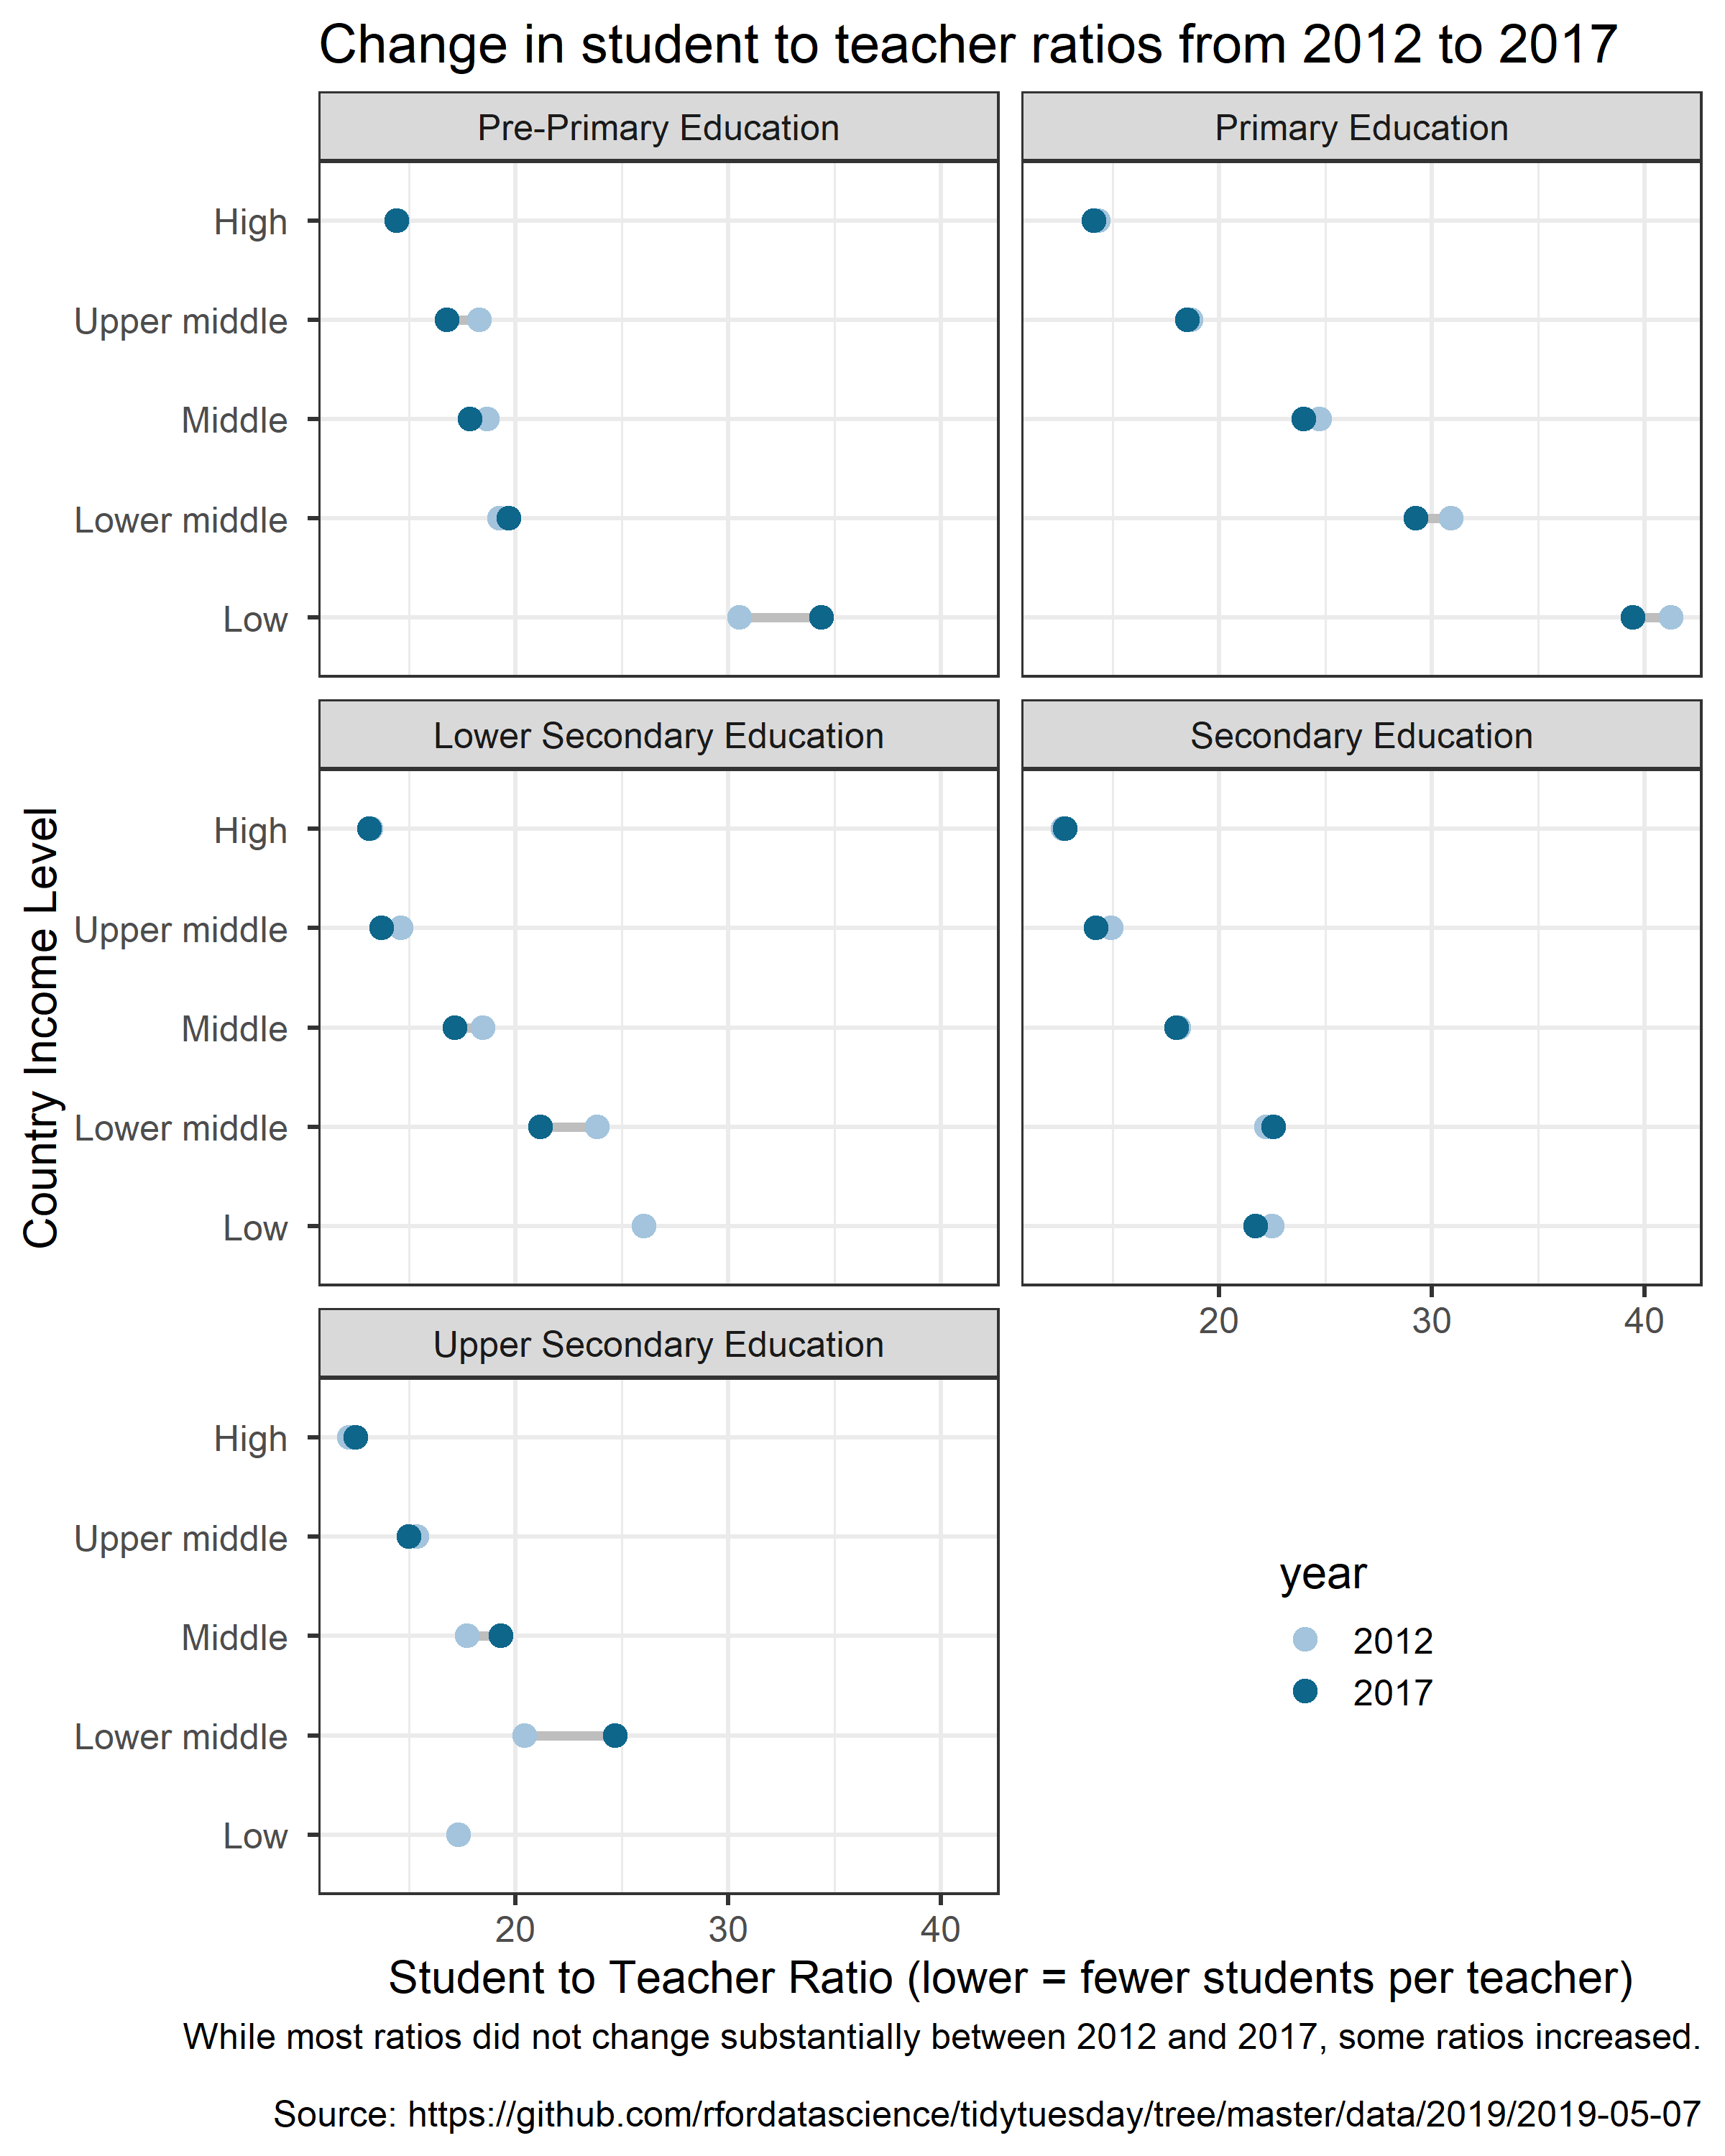 Change in student to teacher ratios from 2012 to 2017
Pre-Primary Education
Primary Education
High
Upper middle
Middle
Lower middle
Low
Lower Secondary Education
Secondary Education
Country Income Level
High
Upper middle
Middle
Lower middle
Low
20 30 40
Upper Secondary Education
High
Upper middle
Middle
Lower middle
Low
20 30 40
year
2012
2017
Student to Teacher Ratio (lower = fewer students per teacher)
While most ratios did not change substantially between 2012 and 2017, some ratios increased.
Source: https://github.com/rfordatascience/tidytuesday/tree/master/data/2019/2019-05-07